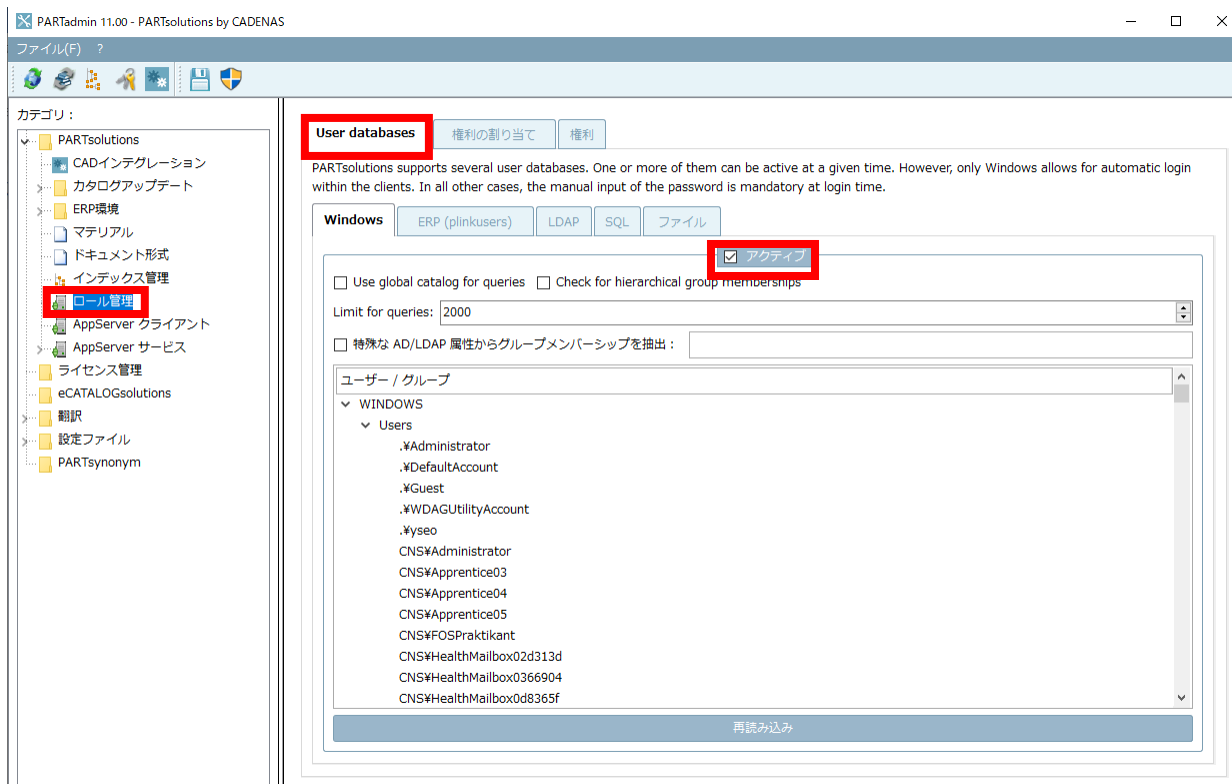 PARTadmin 11.00 - PARTsolutions by CADENAS
ファイル(F) ?
カテゴリ：
PARTsolutions
CADインテグレーション
カタログアップデート
ERP環境
マテリアル
ドキュメント形式
インデックス管理
ロール管理
AppServer クライアント
AppServer サービス
ライセンス管理
eCATALOGsolutions
翻訳
設定ファイル
PARTsynonym
User databases 権利の割り当て 権利
PARTsolutions supports several user databases. One or more of them can be active at a given time. However, only Windows allows for automatic login
within the clients. In all other cases, the manual input of the password is mandatory at login time.
Windows ERP (plinkusers) LDAP SQL ファイル
アクティブ
Use global catalog for queries Check for hierarchical group memberships
Limit for queries: 2000
特殊な AD/LDAP 属性からグループメンバーシップを抽出：
ユーザー / グループ
WINDOWS
Users
.¥Administrator
.¥DefaultAccount
.¥Guest
.¥WDAGUtilityAccount
.¥yseo
CNS¥Administrator
CNS¥Apprentice03
CNS¥Apprentice04
CNS¥Apprentice05
CNS¥FOSPraktikant
CNS¥HealthMailbox02d313d
CNS¥HealthMailbox0366904
CNS¥HealthMailbox0d8365f
再読み込み